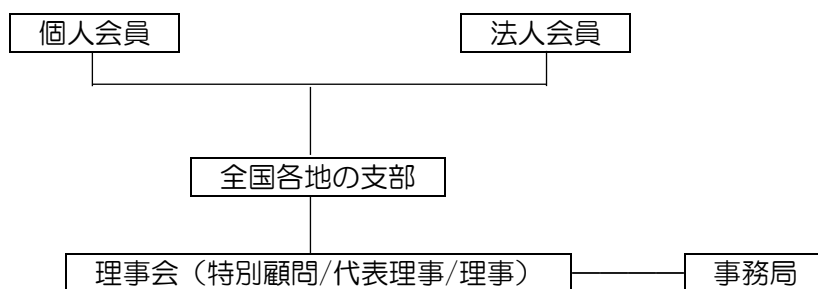 個人会員
法人会員
全国各地の支部
理事会（特別顧問/代表理事/理事）
事務局